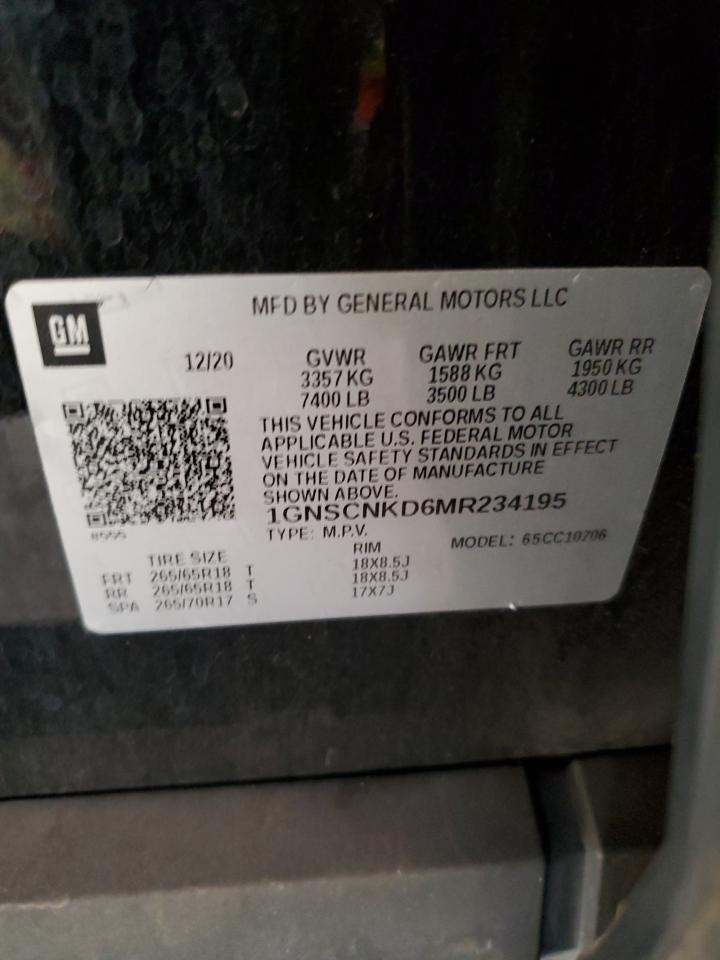 GM
MFD BY GENERAL MOTORS LLC
12/20
GVWR
3357 KG
7400 LB
GAWR FRT
1588 KG
3500 LB
GAWR RR
1950 KG
4300 LB
THIS VEHICLE CONFORMS TO ALL
APPLICABLE U.S. FEDERAL MOTOR
VEHICLE SAFETY STANDARDS IN EFFECT
ON THE DATE OF MANUFACTURE
SHOWN ABOVE.
1GNSCNKD6MR234195
TYPE: M.P.V.
MODEL: 65CC10706
TIRE SIZE RIM
FRT 265/65R18 T 18X8.5J
RR 265/65R18 T 18X8.5J
SPA 265/70R17 S 17X7J